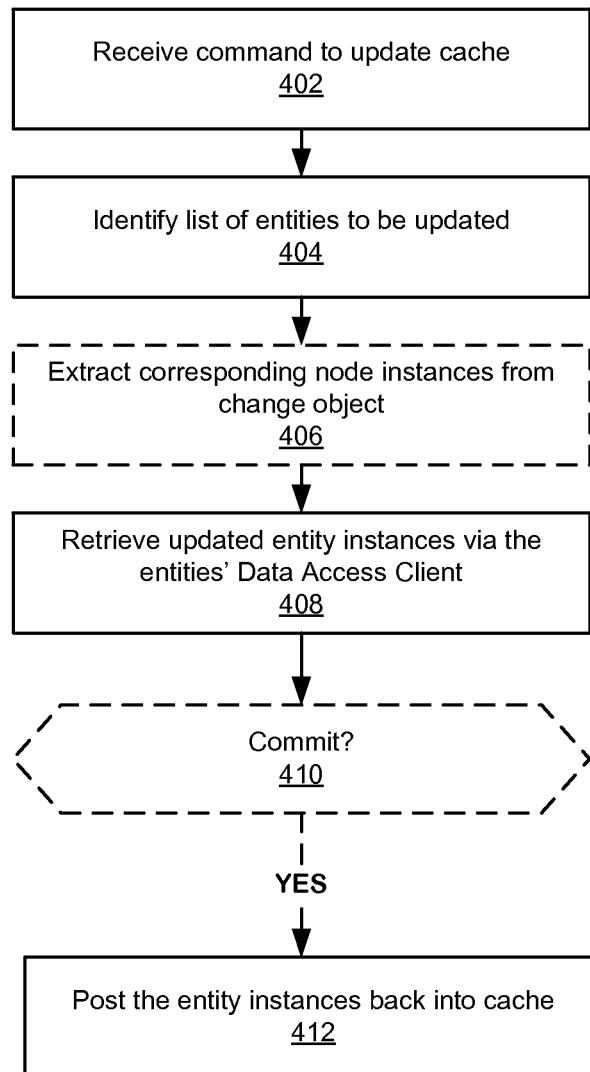 Receive command to update cache
402
Identify list of entities to be updated
404
Extract corresponding node instances from
change object
406
Retrieve updated entity instances via the
entities’ Data Access Client
408
Commit?
410
YES
Post the entity instances back into cache
412